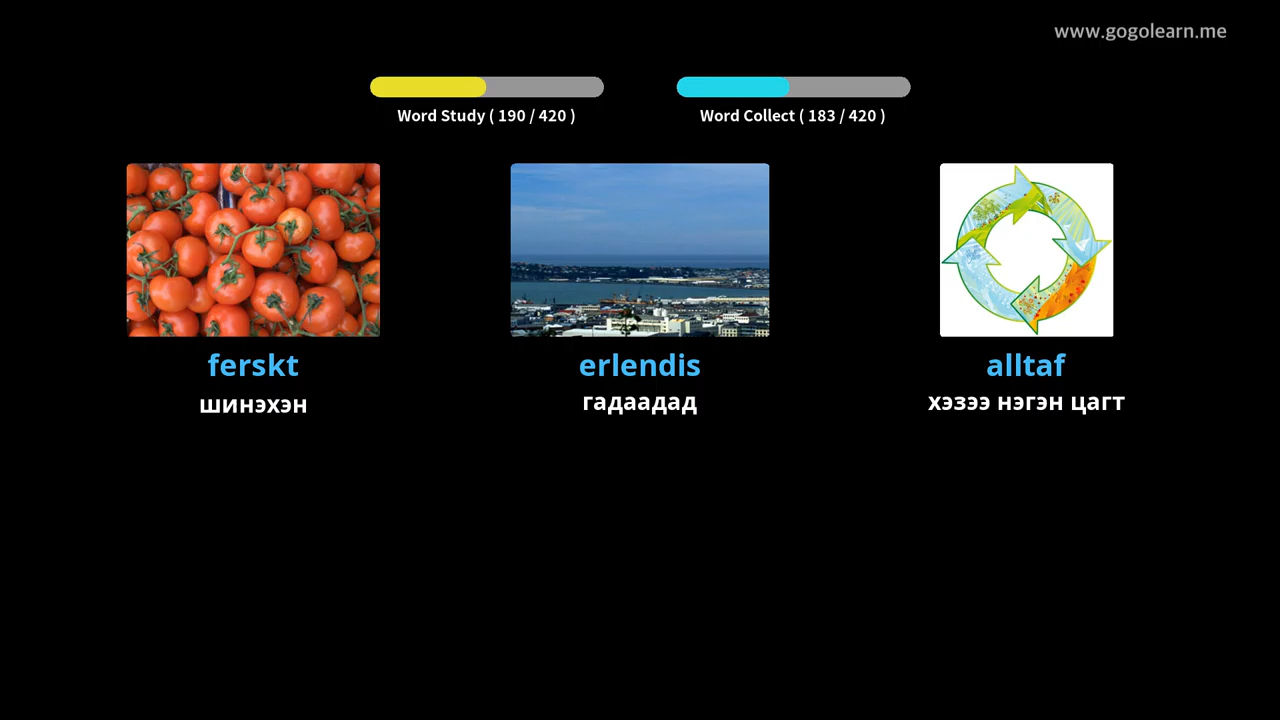 www.gogolearn.me
Word Study ( 190 / 420 )
Word Collect ( 183 / 420 )
ferskt
erlendis
alltaf
шинэхэн
гадаадад
хэзээ нэгэн цагт